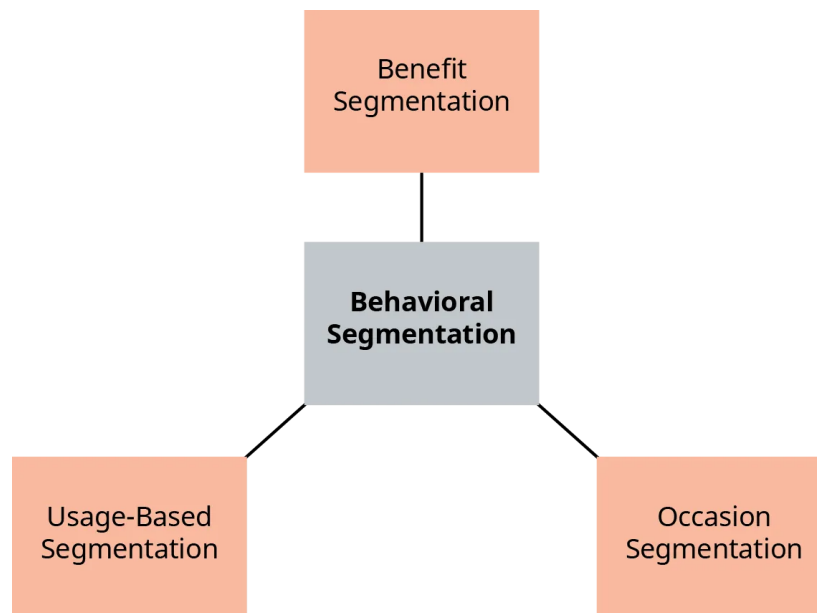 Benefit
Segmentation
Behavioral
Segmentation
Usage-Based
Segmentation
Occasion
Segmentation